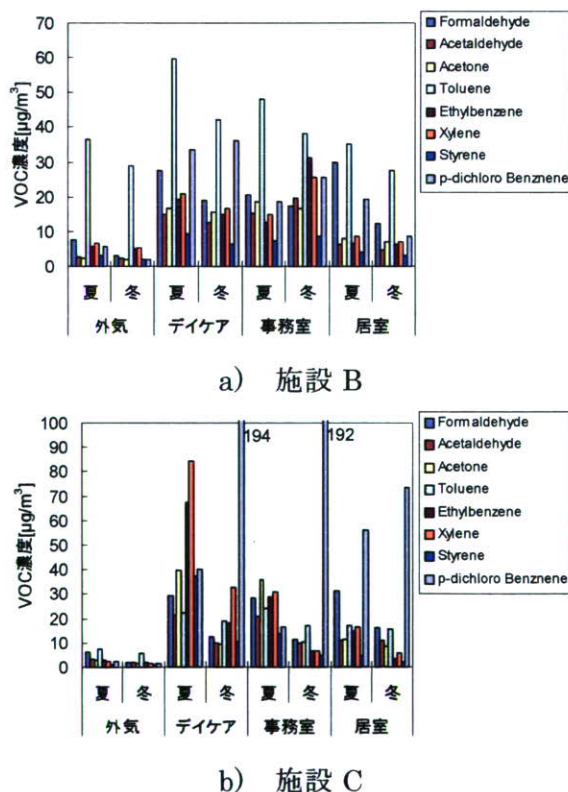 VOC濃度[μg/m³]
70
60
50
40
30
20
10
0
夏 冬 夏 冬 夏 冬 夏 冬
外気 デイケア 事務室 居室
Formaldehyde
Acetaldehyde
Acetone
Toluene
Ethylbenzene
Xylene
Styrene
p-dichloro Benznene
a) 施設 B
VOC濃度[μg/m³]
100
90
80
70
60
50
40
30
20
10
0
194
192
夏 冬 夏 冬 夏 冬 夏 冬
外気 デイケア 事務室 居室
Formaldehyde
Acetaldehyde
Acetone
Toluene
Ethylbenzene
Xylene
Styrene
p-dichloro Benznene
b) 施設 C